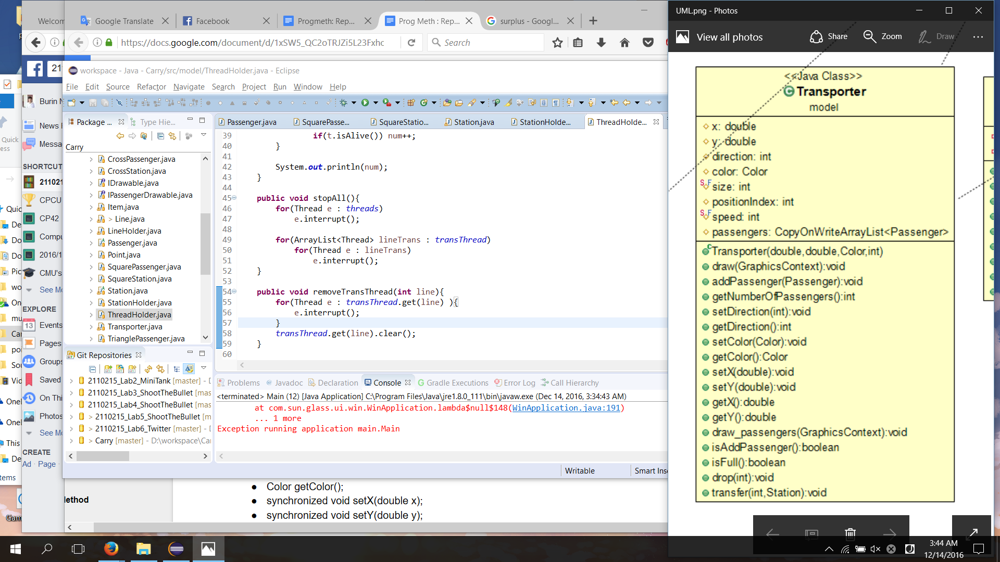 Welcom
Google Translate
Facebook
Progmeth: Rep...
Prog Meth : Rep...
surplus - Googl...
https://docs.google.com/document/d/1xSW5_QC2oTRJZi5L23Fxhc
Search
21
Burin N
News
Messa
SHORTCUT
211021
CPCU
CP42
Compu
2016/1
CMU's
See Mo
EXPLORE
Events
Pages
Groups
Saved
On Thi
Photos
See Mo
CREATE
Ad · Page ·
Quick
ess
Quic
De
Do
Do
Pic
wo
On
mu
Car
poi
Sou
Vid
Onel
Onel
This
De
tems
Gam
workspace - Java - Carry/src/model/ThreadHolder.java - Eclipse
File Edit Source Refactor Navigate Search Project Run Window Help
Package ...
Type Hie...
Carry
CrossPassenger.java
CrossStation.java
IDrawable.java
IPassengerDrawable.java
Item.java
> Line.java
LineHolder.java
Passenger.java
Point.java
SquarePassenger.java
SquareStation.java
Station.java
StationHolder.java
ThreadHolder.java
Transporter.java
TrianglePassenger.java
Git Repositories
2110215_Lab2_MiniTank [master] - D
2110215_Lab3_ShootTheBullet [mas
2110215_Lab4_ShootTheBullet [mas
> 2110215_Lab5_ShootTheBullet [m
> 2110215_Lab6_Twitter [master] - D
> Carry [master] - D:\workspace\Car
Passenger.java
SquarePasse...
SquareStatio...
Station.java
StationHolde...
ThreadHolde...
39 if(t.isAlive()) num++;
40 }
41
42 System.out.println(num);
43 }
44
45 public void stopAll(){
46 for(Thread e : threads)
47 e.interrupt();
48
49 for(ArrayList<Thread> lineTrans : transThread)
50 for(Thread e : lineTrans)
51 e.interrupt();
52 }
53
54 public void removeTransThread(int line){
55 for(Thread e : transThread.get(line) ){
56 e.interrupt();
57 }
58 transThread.get(line).clear();
59 }
60
Problems
@ Javadoc
Declaration
Console
Gradle Executions
Error Log
Call Hierarchy
<terminated> Main (12) [Java Application] C:\Program Files\Java\jre1.8.0_111\bin\javaw.exe (Dec 14, 2016, 3:34:43 AM)
at com.sun.glass.ui.win.WinApplication.lambda$null$148(WinApplication.java:191)
... 1 more
Exception running application main.Main
Writable
Smart Ins
lethod
● Color getColor();
● synchronized void setX(double x);
● synchronized void setY(double y);
UML.png - Photos
View all photos
Share
Zoom
Draw
<<Java Class>>
Transporter
model
x: double
y: double
direction: int
color: Color
size: int
positionIndex: int
speed: int
passengers: CopyOnWriteArrayList<Passenger>
Transporter(double,double,Color,int)
draw(GraphicsContext):void
addPassenger(Passenger):void
getNumberOfPassengers():int
setDirection(int):void
getDirection():int
setColor(Color):void
getColor():Color
setX(double):void
setY(double):void
getX():double
getY():double
draw_passengers(GraphicsContext):void
isAddPassenger():boolean
isFull():boolean
drop(int):void
transfer(int,Station):void
3:44 AM
12/14/2016